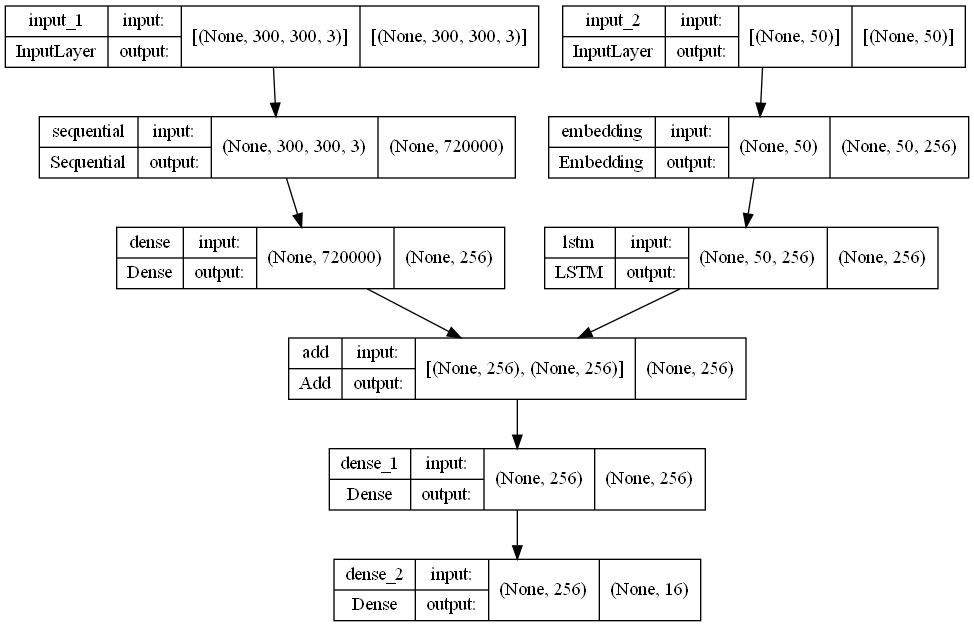 input_1 input: [(None, 300, 300, 3)] [(None, 300, 300, 3)]
InputLayer output:
input_2 input: [(None, 50)] [(None, 50)]
InputLayer output:
sequential input: (None, 300, 300, 3) (None, 720000)
Sequential output:
embedding input: (None, 50) (None, 50, 256)
Embedding output:
dense input: (None, 720000) (None, 256)
Dense output:
lstm input: (None, 50, 256) (None, 256)
LSTM output:
add input: [(None, 256), (None, 256)] (None, 256)
Add output:
dense_1 input: (None, 256) (None, 256)
Dense output:
dense_2 input: (None, 256) (None, 16)
Dense output: